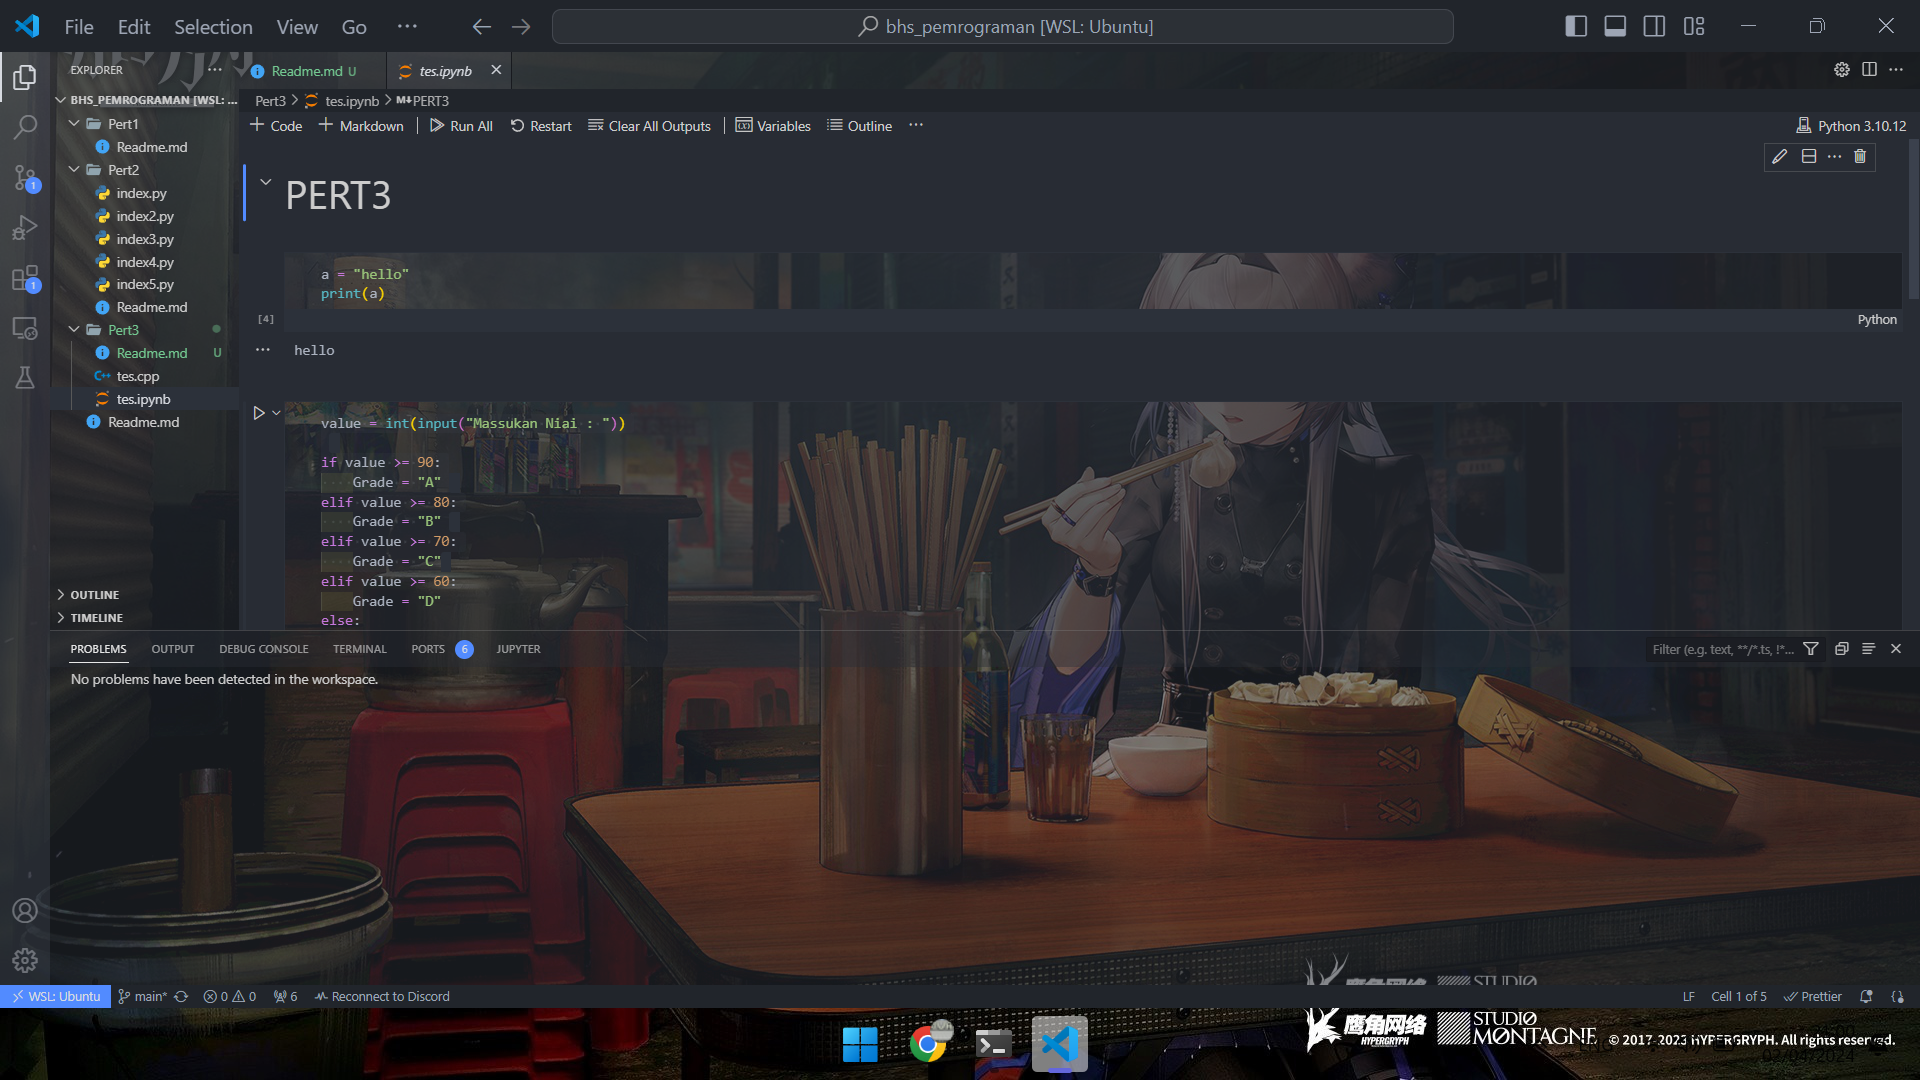 File Edit Selection View Go ··· bhs_pemrograman [WSL: Ubuntu]
EXPLORER ···
Readme.md U
tes.ipynb
BHS_PEMROGRAMAN [WSL: ...
Pert1
Readme.md
Pert2
index.py
index2.py
index3.py
index4.py
index5.py
Readme.md
Pert3
Readme.md U
tes.cpp
tes.ipynb
Readme.md
OUTLINE
TIMELINE
1
1
Pert3 > tes.ipynb > M↓PERT3
+ Code + Markdown Run All Restart Clear All Outputs Variables Outline ··· Python 3.10.12
PERT3
a = "hello"
print(a)
[4]
Python
hello
value = int(input("Massukan Niai : "))
if value >= 90:
Grade = "A"
elif value >= 80:
Grade = "B"
elif value >= 70:
Grade = "C"
elif value >= 60:
Grade = "D"
else:
PROBLEMS OUTPUT DEBUG CONSOLE TERMINAL PORTS 6 JUPYTER Filter (e.g. text, **/*.ts, !*...
No problems have been detected in the workspace.
WSL: Ubuntu main* 0 0 6 Reconnect to Discord LF Cell 1 of 5 Prettier
鹰角网络
HYPERGRYPH
STUDIO
MONTAGNE
© 2017-2023 HYPERGRYPH. All rights reserved.
02/04/2024